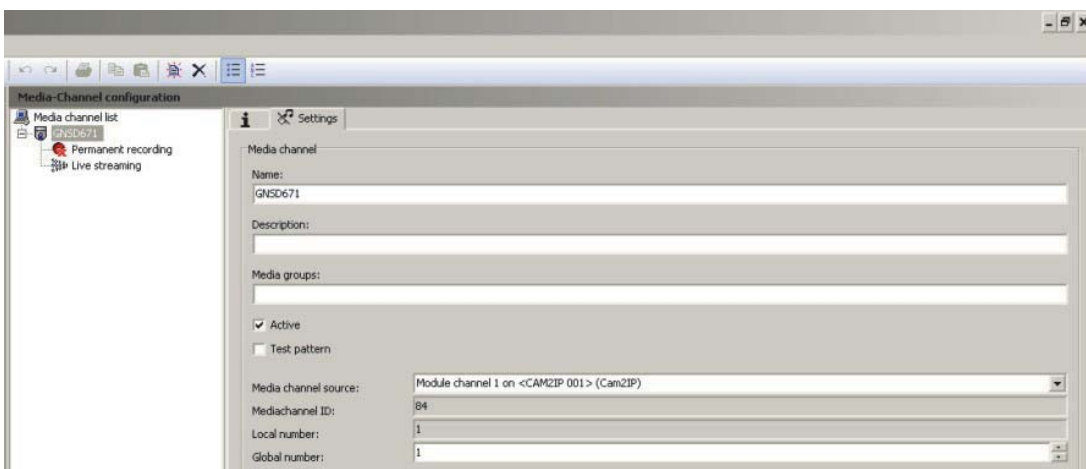 Media-Channel configuration
Media channel list
GNSD671
Permanent recording
Live streaming
i
Settings
Media channel
Name:
GNSD671
Description:
Media groups:
Active
Test pattern
Media channel source:
Module channel 1 on <CAM2IP 001> (Cam2IP)
Mediachannel ID:
84
Local number:
1
Global number:
1